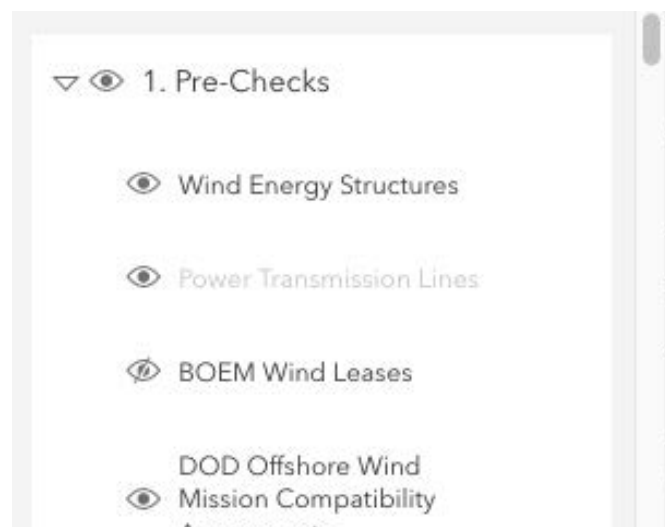 1. Pre-Checks
Wind Energy Structures
Power Transmission Lines
BOEM Wind Leases
DOD Offshore Wind
Mission Compatibility